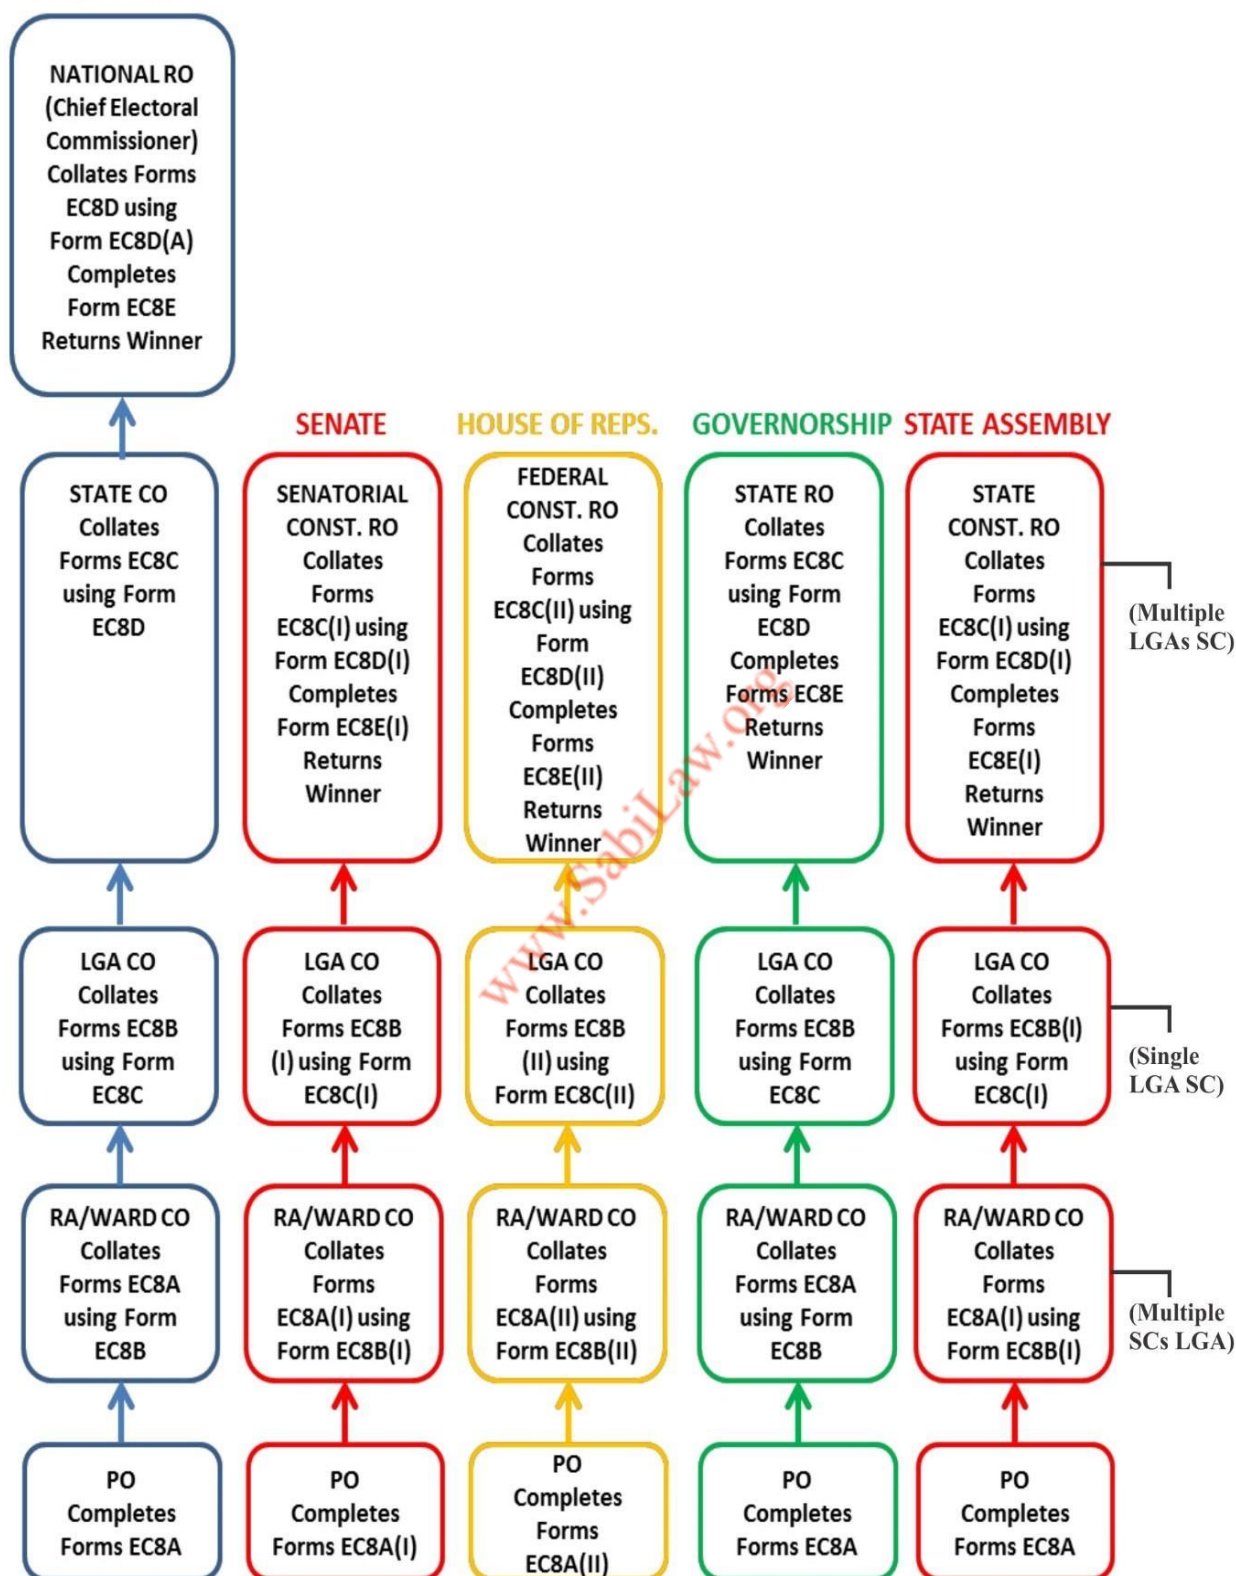 NATIONAL RO
(Chief Electoral
Commissioner)
Collates Forms
EC8D using
Form EC8D(A)
Completes
Form EC8E
Returns Winner
SENATE
HOUSE OF REPS.
GOVERNORSHIP
STATE ASSEMBLY
STATE CO
Collates
Forms EC8C
using Form
EC8D
SENATORIAL
CONST. RO
Collates
Forms
EC8C(I) using
Form EC8D(I)
Completes
Form EC8E(I)
Returns
Winner
FEDERAL
CONST. RO
Collates
Forms
EC8C(II) using
Form
EC8D(II)
Completes
Forms
EC8E(II)
Returns
Winner
STATE RO
Collates
Forms EC8C
using Form
EC8D
Completes
Forms EC8E
Returns
Winner
STATE
CONST. RO
Collates
Forms
EC8C(I) using
Form EC8D(I)
Completes
Forms
EC8E(I)
Returns
Winner
(Multiple
LGAs SC)
LGA CO
Collates
Forms EC8B
using Form
EC8C
LGA CO
Collates
Forms EC8B
(I) using Form
EC8C(I)
LGA CO
Collates
Forms EC8B
(II) using
Form EC8C(II)
LGA CO
Collates
Forms EC8B
using Form
EC8C
LGA CO
Collates
Forms EC8B(I)
using Form
EC8C(I)
(Single
LGA SC)
RA/WARD CO
Collates
Forms EC8A
using Form
EC8B
RA/WARD CO
Collates
Forms
EC8A(I) using
Form EC8B(I)
RA/WARD CO
Collates
Forms
EC8A(II) using
Form EC8B(II)
RA/WARD CO
Collates
Forms EC8A
using Form
EC8B
RA/WARD CO
Collates
Forms
EC8A(I) using
Form EC8B(I)
(Multiple
SCs LGA)
PO
Completes
Forms EC8A
PO
Completes
Forms EC8A(I)
PO
Completes
Forms
EC8A(II)
PO
Completes
Forms EC8A
PO
Completes
Forms EC8A
www.SabiLaw.org